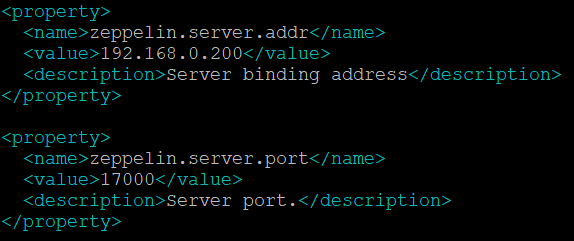 <property>
  <name>zeppelin.server.addr</name>
  <value>192.168.0.200</value>
  <description>Server binding address</description>
</property>

<property>
  <name>zeppelin.server.port</name>
  <value>17000</value>
  <description>Server port.</description>
</property>